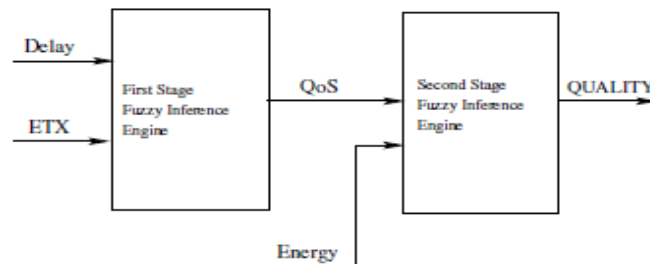 Delay
ETX
First Stage
Fuzzy Inference
Engine
QoS
Second Stage
Fuzzy Inference
Engine
QUALITY
Energy